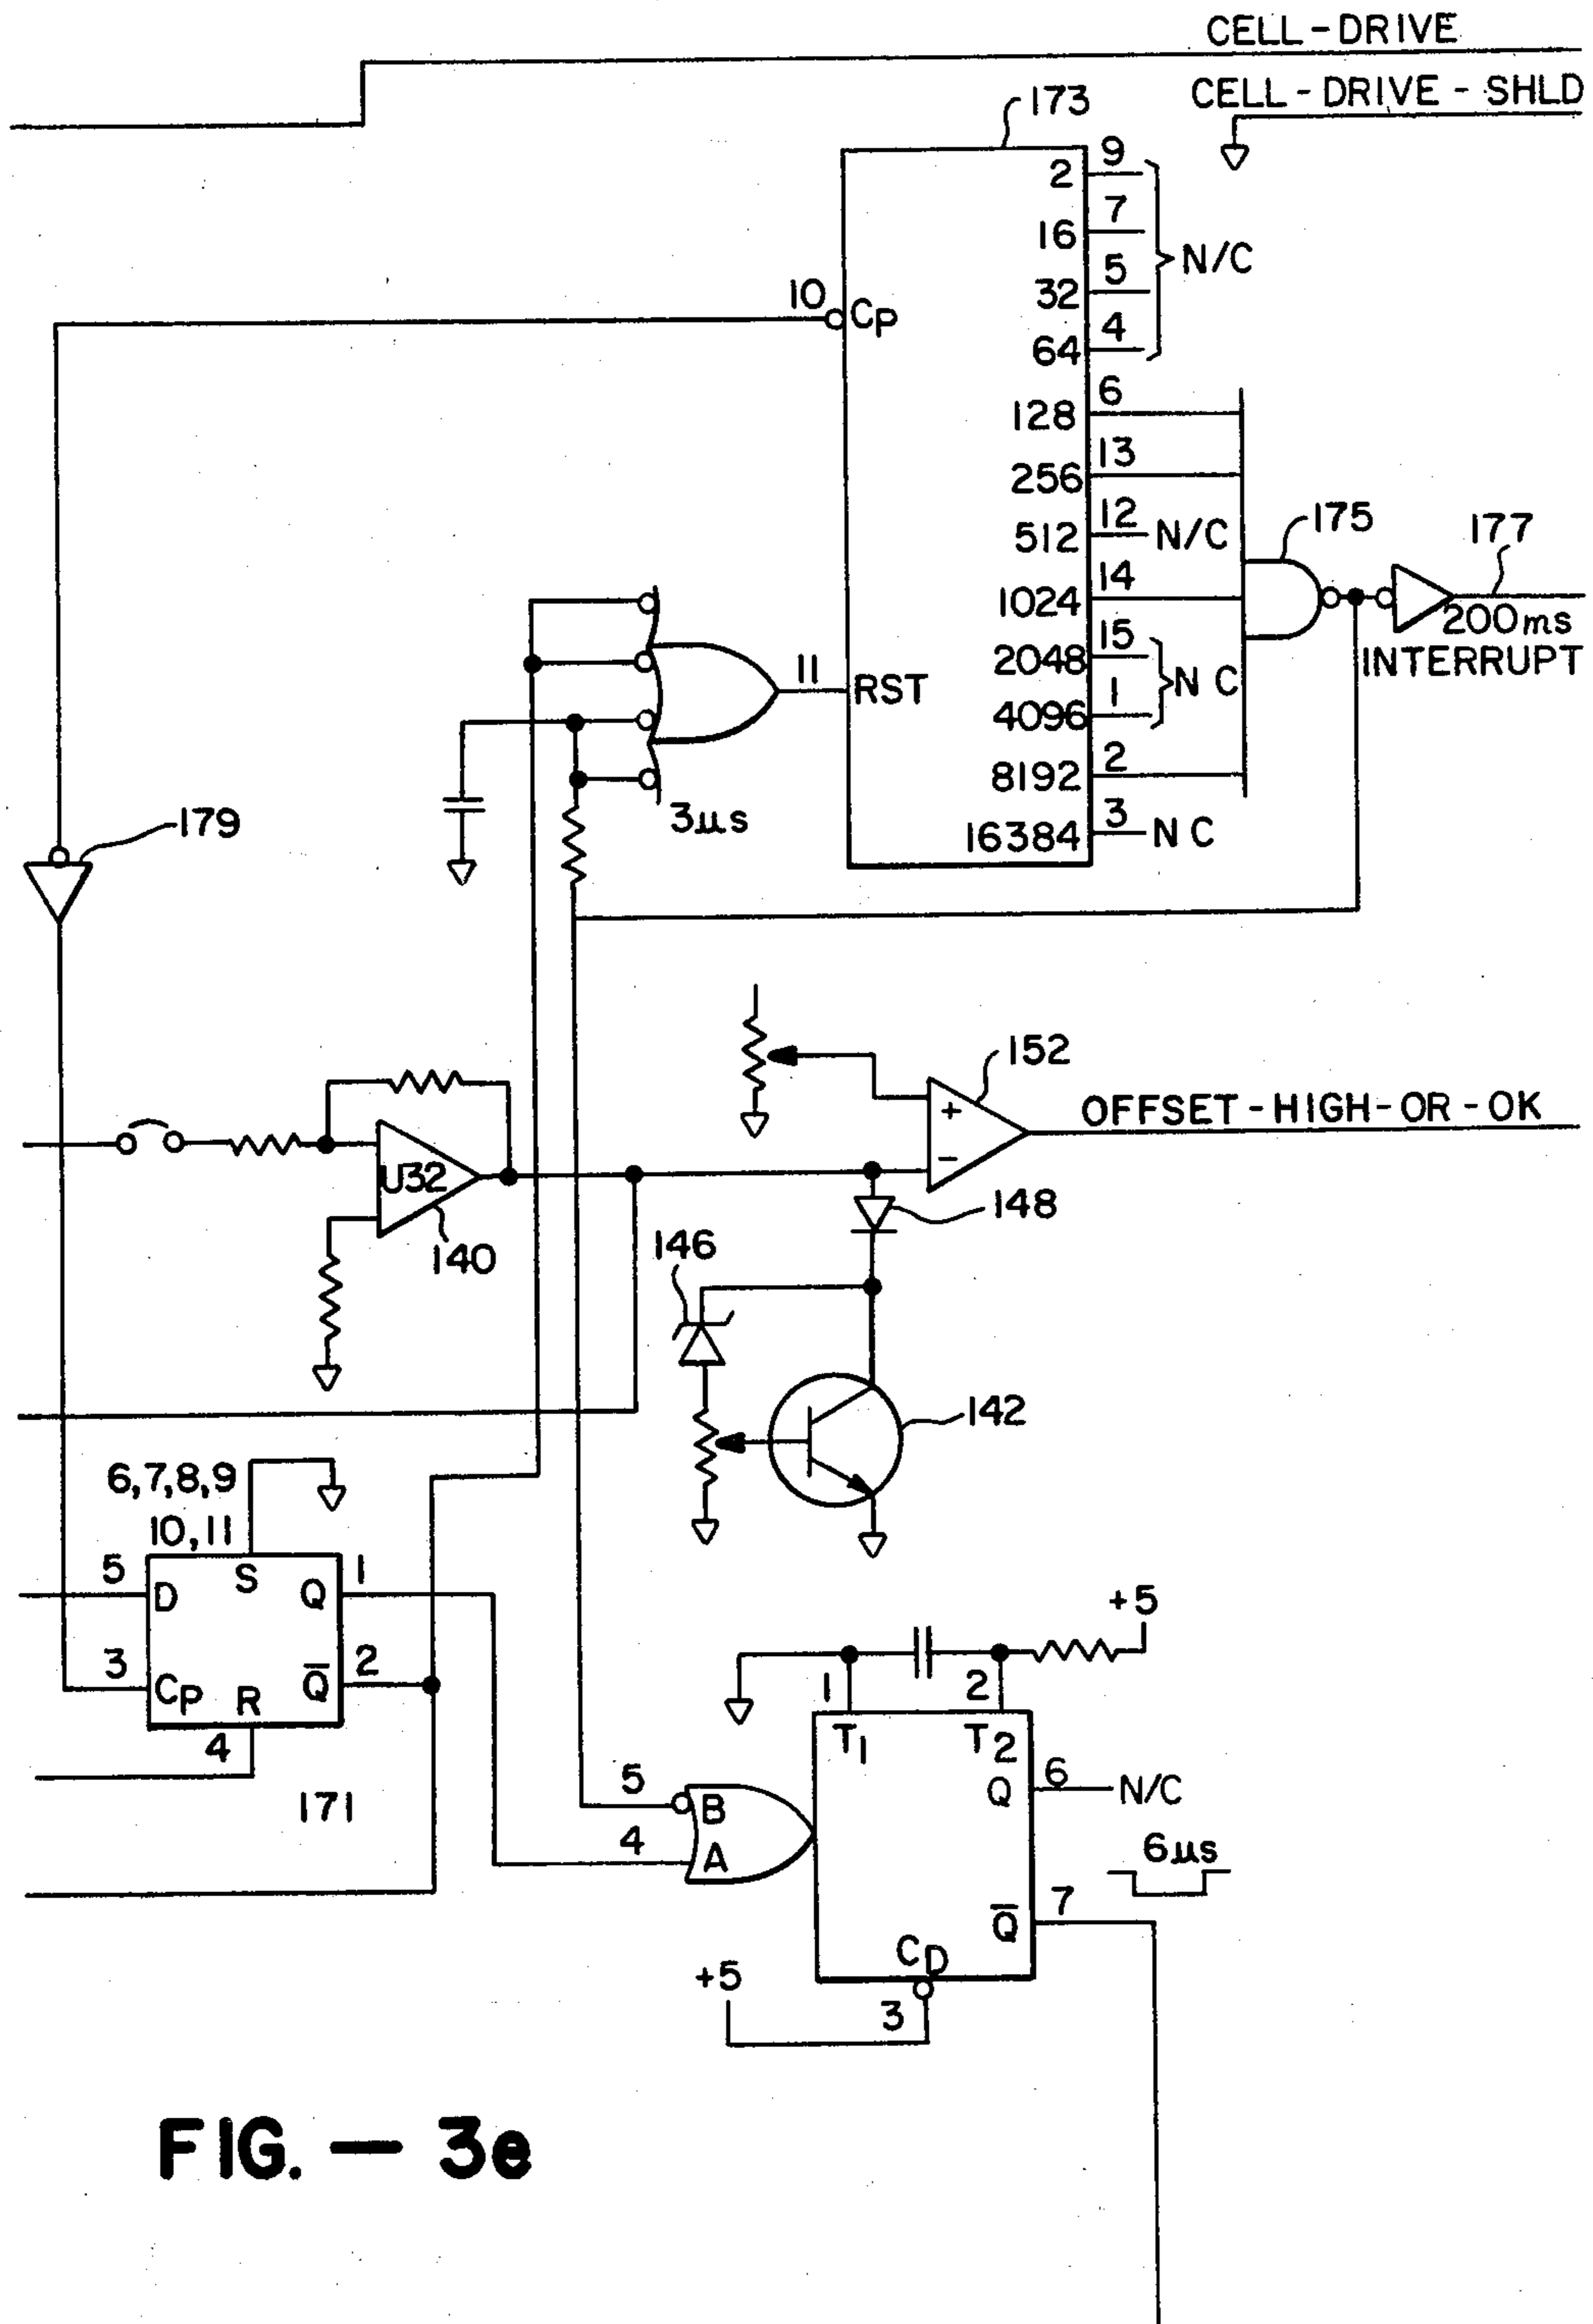 CELL-DRIVE
CELL-DRIVE-SHLD
173
2 9
16 7
N/C
32 5
10 CP
64 4
128 6
256 13
175
177
512 12 N/C
1024 14
200ms
INTERRUPT
2048 15
N C
11 RST
4096 1
8192 2
3µs
16384 3 N C
179
152
+
OFFSET-HIGH-OR-OK
−
U32
140
148
146
142
6,7,8,9
10,11
5 D S Q 1
+5
3 CP R Q̅ 2
4
171
1 2
T1 T2
Q 6 N/C
5 B
4 A
6µs
Q̅ 7
CD
+5
3
FIG. — 3e